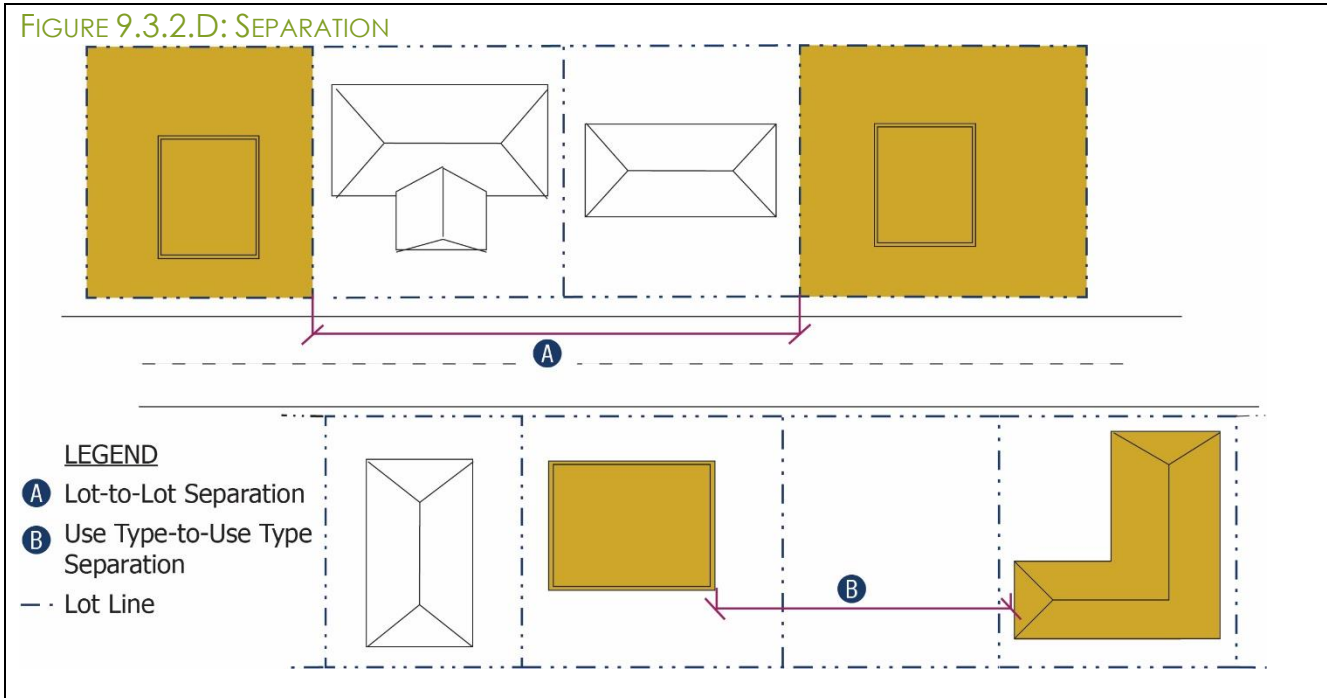 FIGURE 9.3.2.D: SEPARATION
A
LEGEND
A Lot-to-Lot Separation
B Use Type-to-Use Type
Separation
Lot Line
B